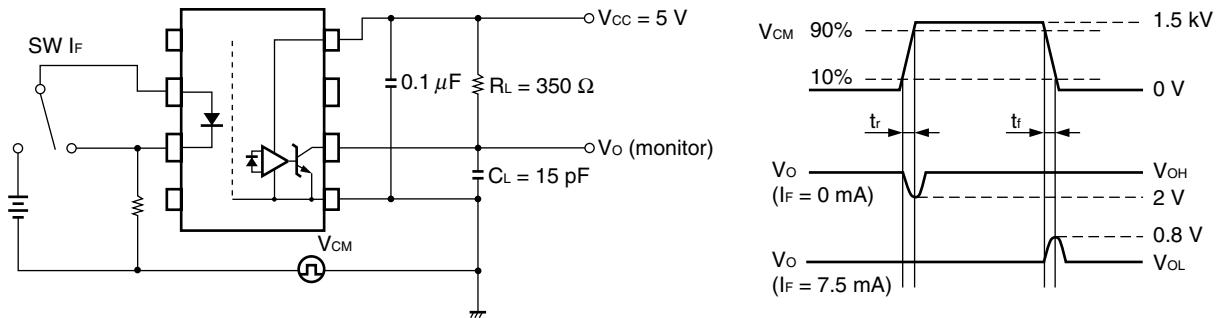 VCC = 5 V
SW IF
0.1 μF
RL = 350 Ω
VO (monitor)
CL = 15 pF
VCM
VCM 90%
1.5 kV
10%
0 V
tr
tf
VO
(IF = 0 mA)
VOH
2 V
0.8 V
VO
(IF = 7.5 mA)
VOL